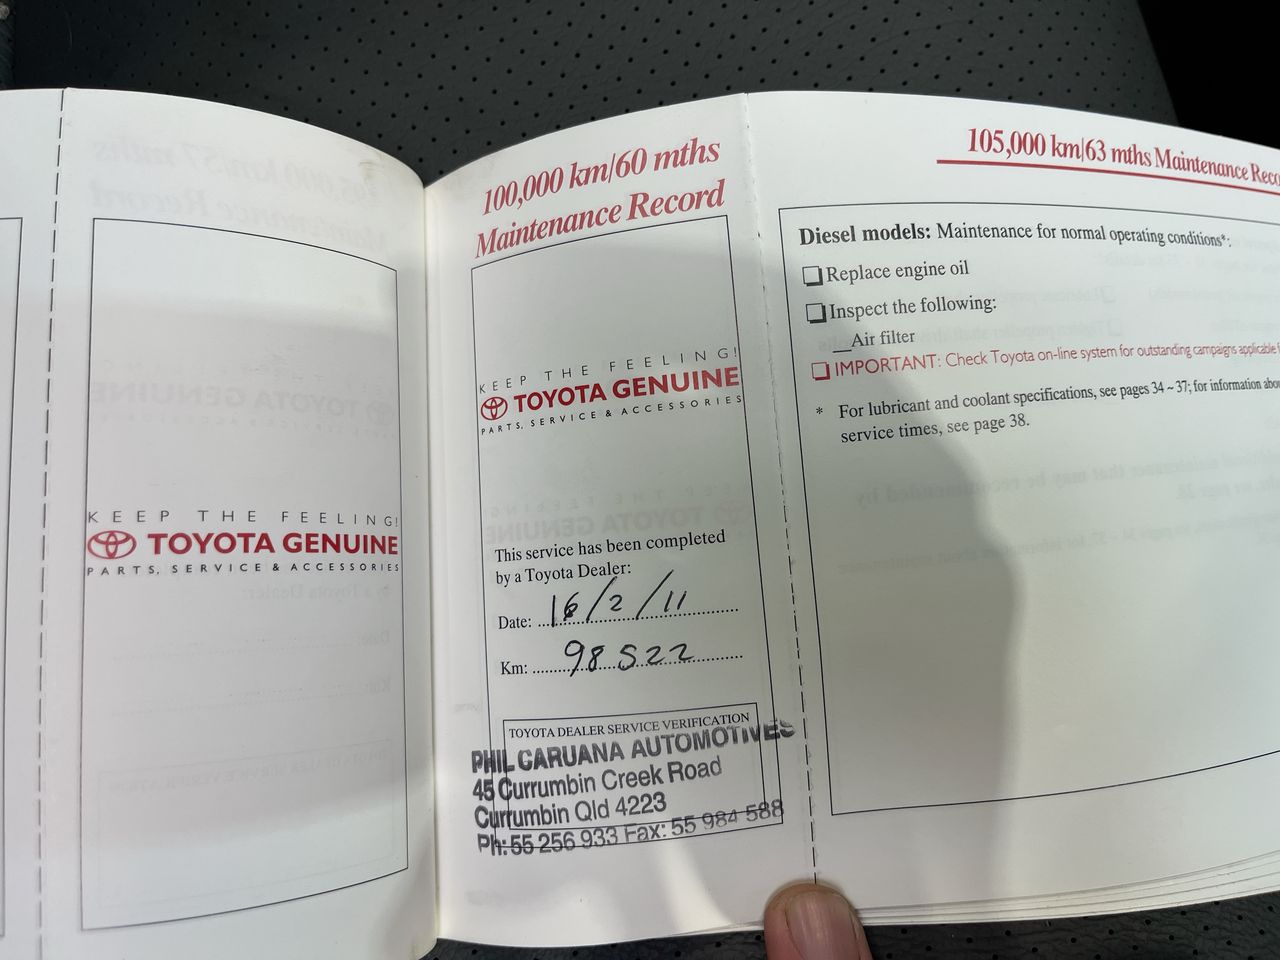 KEEP THE FEELING!
TOYOTA GENUINE
PARTS, SERVICE & ACCESSORIES
100,000 km/60 mths
Maintenance Record
KEEP THE FEELING!
TOYOTA GENUINE
PARTS, SERVICE & ACCESSORIES
This service has been completed
by a Toyota Dealer:
Date: 16/2/11
Km: 98522
TOYOTA DEALER SERVICE VERIFICATION
PHIL CARUANA AUTOMOTIVES
45 Currumbin Creek Road
Currumbin Qld 4223
Ph: 55 256 933 Fax: 55 984 588
105,000 km/63 mths Maintenance Reco
Diesel models: Maintenance for normal operating conditions*:
Replace engine oil
Inspect the following:
Air filter
IMPORTANT: Check Toyota on-line system for outstanding campaigns applicable f
* For lubricant and coolant specifications, see pages 34 ~ 37; for information abou
service times, see page 38.